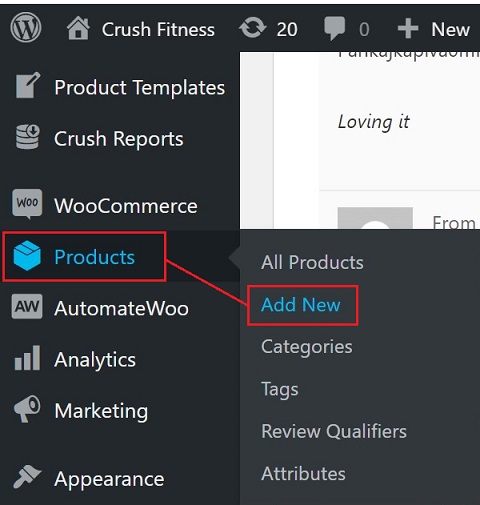 Crush Fitness 20 0 New
Product Templates
Loving it
Crush Reports
Woo WooCommerce
From
Products
All Products
Add New
AW AutomateWoo
Categories
Analytics
Tags
Marketing
Review Qualifiers
Attributes
Appearance